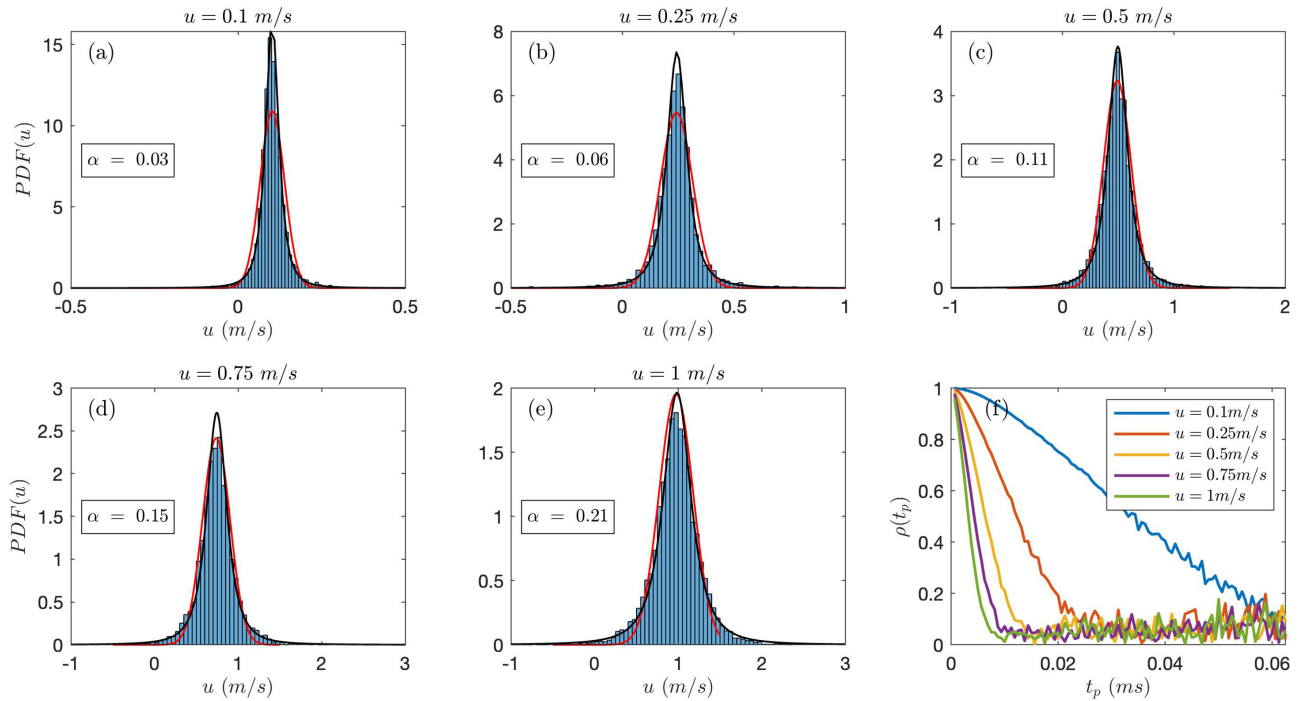 u = 0.1 m/s
(a)
α = 0.03
PDF(u)
15
10
5
0
-0.5
0
0.5
u (m/s)
u = 0.25 m/s
(b)
α = 0.06
8
6
4
2
0
-0.5
0
0.5
1
u (m/s)
u = 0.5 m/s
(c)
α = 0.11
4
3
2
1
0
-1
0
1
2
u (m/s)
u = 0.75 m/s
(d)
α = 0.15
PDF(u)
3
2.5
2
1.5
1
0.5
0
-1
0
1
2
3
u (m/s)
u = 1 m/s
(e)
α = 0.21
2
1.5
1
0.5
0
-1
0
1
2
3
u (m/s)
(f)
u = 0.1m/s
u = 0.25m/s
u = 0.5m/s
u = 0.75m/s
u = 1m/s
ρ(tₚ)
1
0.8
0.6
0.4
0.2
0
0
0.02
0.04
0.06
tₚ (ms)